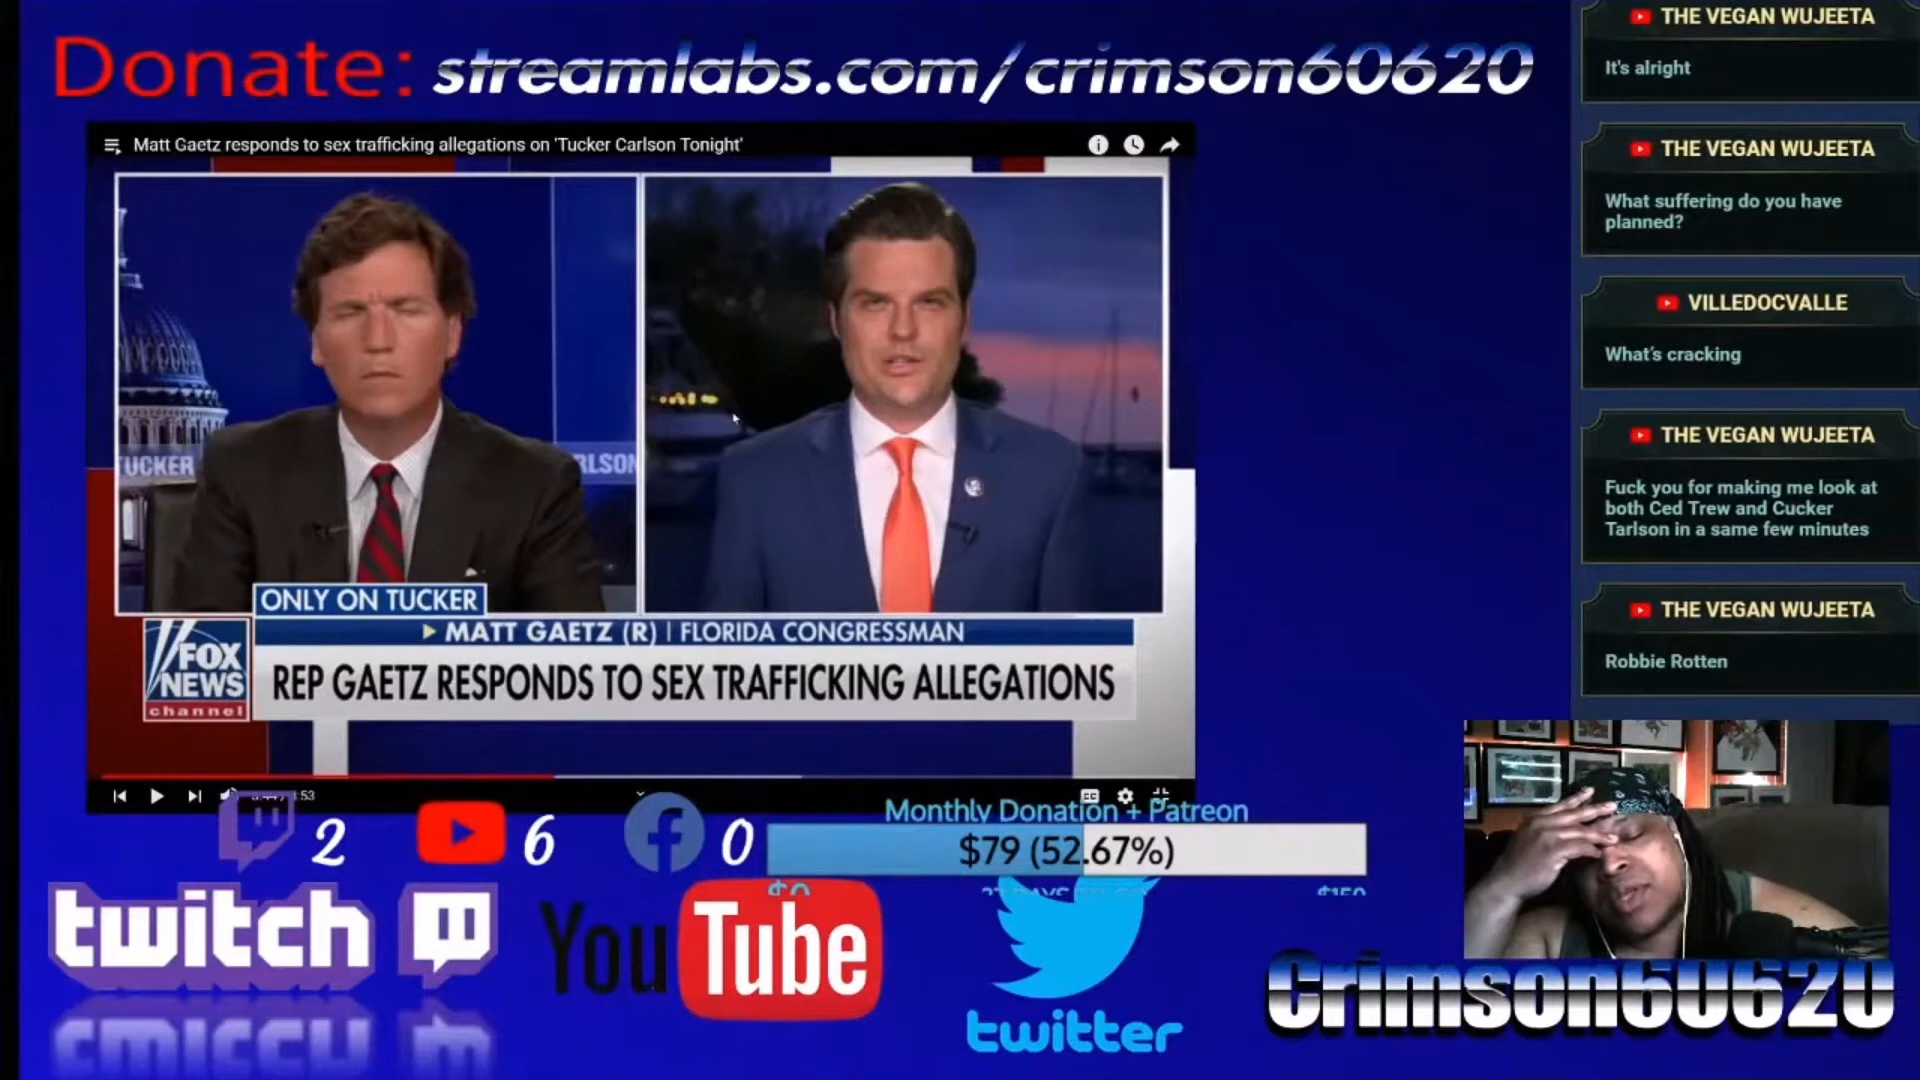 Donate: streamlabs.com/crimson60620
Matt Gaetz responds to sex trafficking allegations on 'Tucker Carlson Tonight'
TUCKER
RLSON
ONLY ON TUCKER
MATT GAETZ (R) | FLORIDA CONGRESSMAN
FOX
NEWS
channel
REP GAETZ RESPONDS TO SEX TRAFFICKING ALLEGATIONS
2
6
0
Monthly Donation + Patreon
$79 (52.67%)
$0
$150
twitch
YouTube
twitter
THE VEGAN WUJEETA
It's alright
THE VEGAN WUJEETA
What suffering do you have
planned?
VILLEDOCVALLE
What's cracking
THE VEGAN WUJEETA
Fuck you for making me look at
both Ced Trew and Cucker
Tarlson in a same few minutes
THE VEGAN WUJEETA
Robbie Rotten
Crimson60620